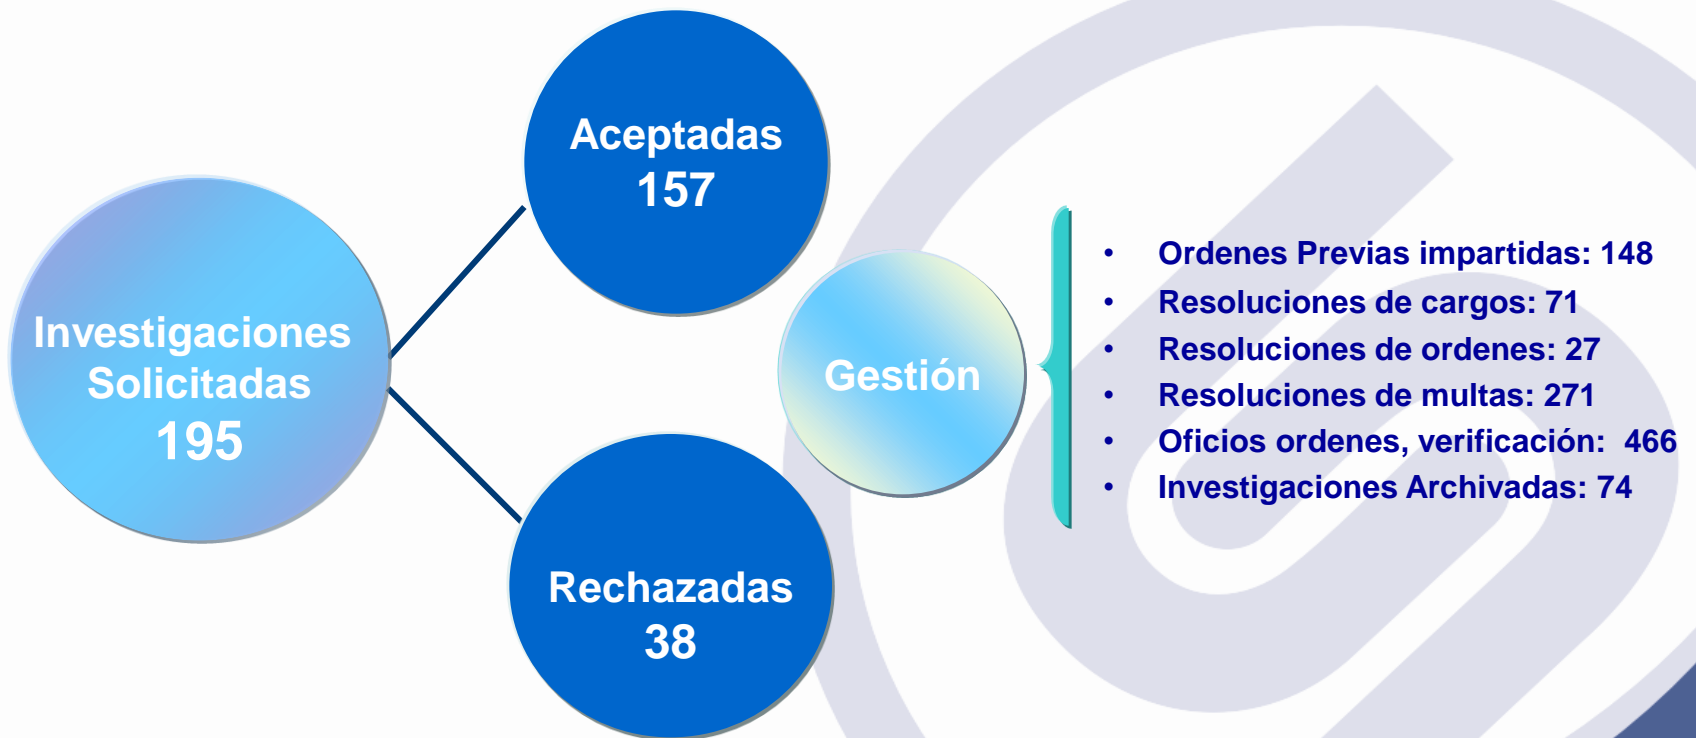 Investigaciones
Solicitadas
195
Aceptadas
157
Rechazadas
38
Gestión
• Ordenes Previas impartidas: 148
• Resoluciones de cargos: 71
• Resoluciones de ordenes: 27
• Resoluciones de multas: 271
• Oficios ordenes, verificación:  466
• Investigaciones Archivadas: 74